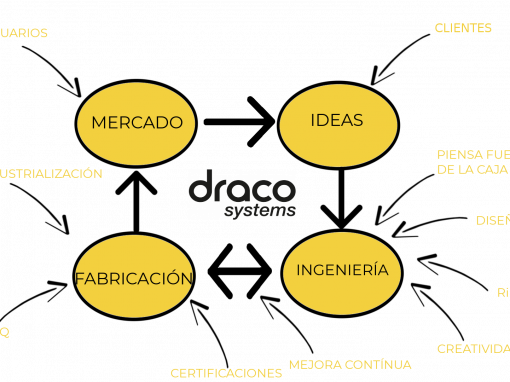 UARIOS
CLIENTES
MERCADO
IDEAS
PIENSA FUE
DE LA CAJA
USTRIALIZACIÓN
draco
systems
DISEÑ
FABRICACIÓN
INGENIERÍA
Q
CREATIVIDA
MEJORA CONTÍNUA
CERTIFICACIONES